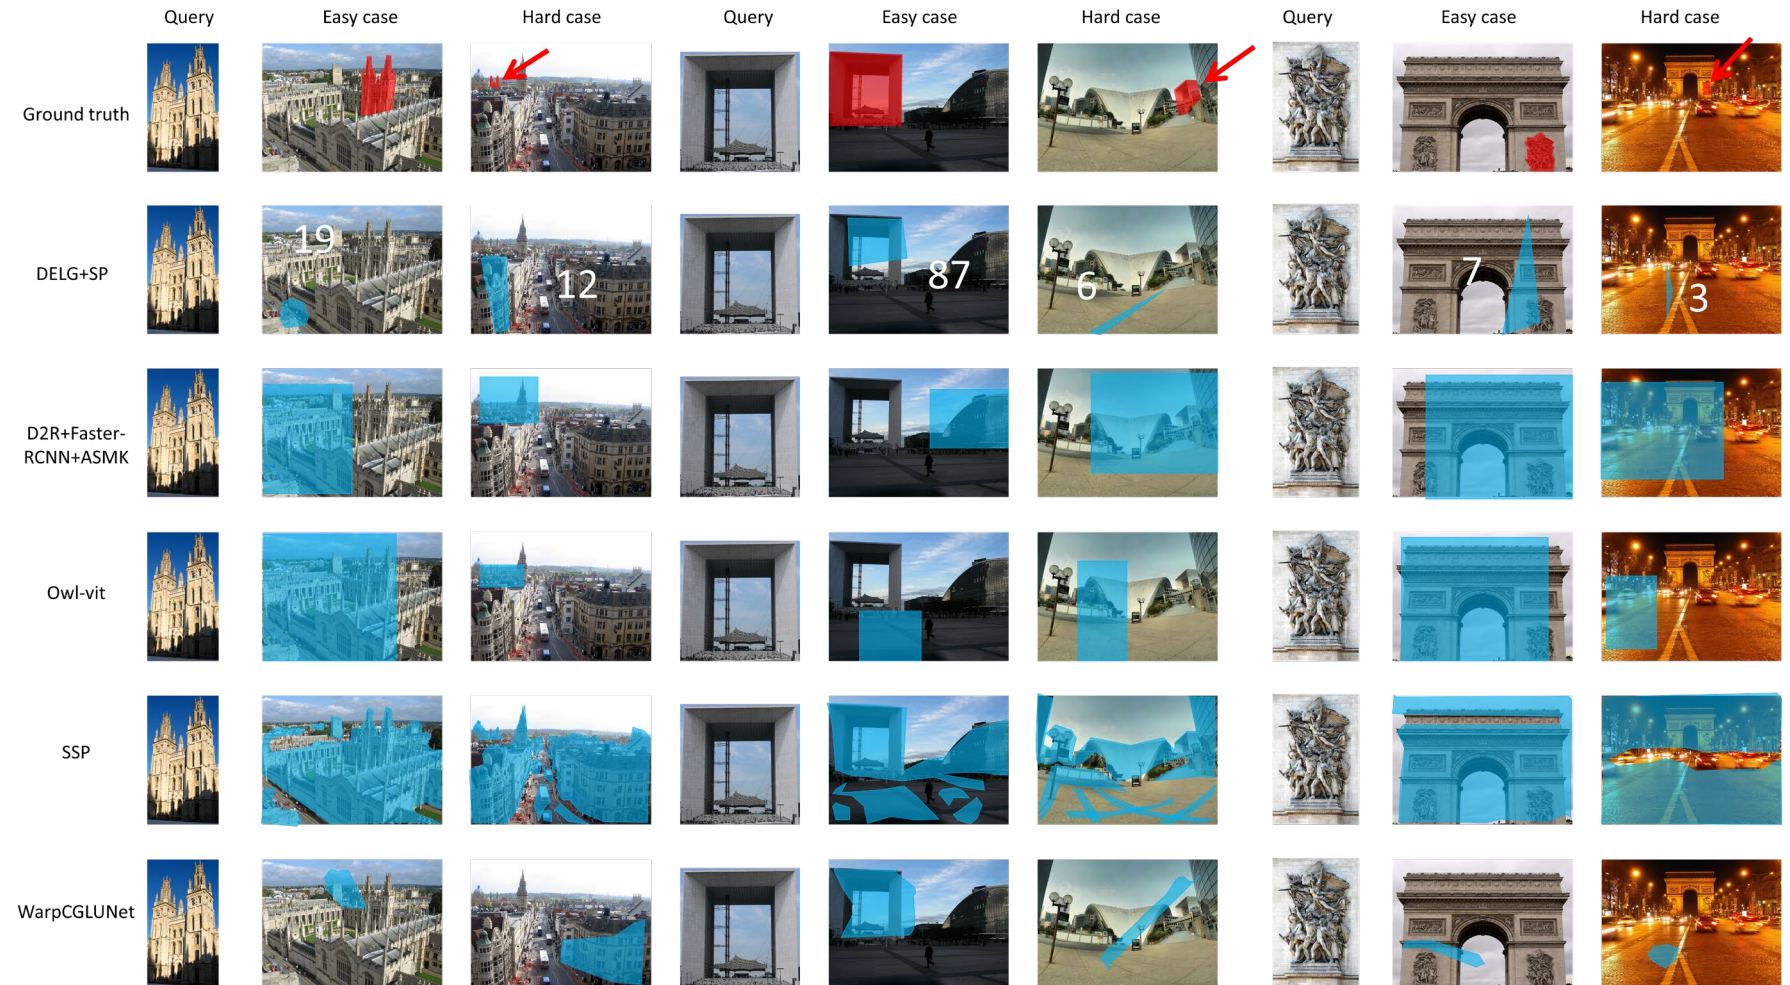 Query Easy case Hard case Query Easy case Hard case Query Easy case Hard case
Ground truth
DELG+SP
19
12
87
6
7
3
D2R+Faster-
RCNN+ASMK
Owl-vit
SSP
WarpCGLUNet